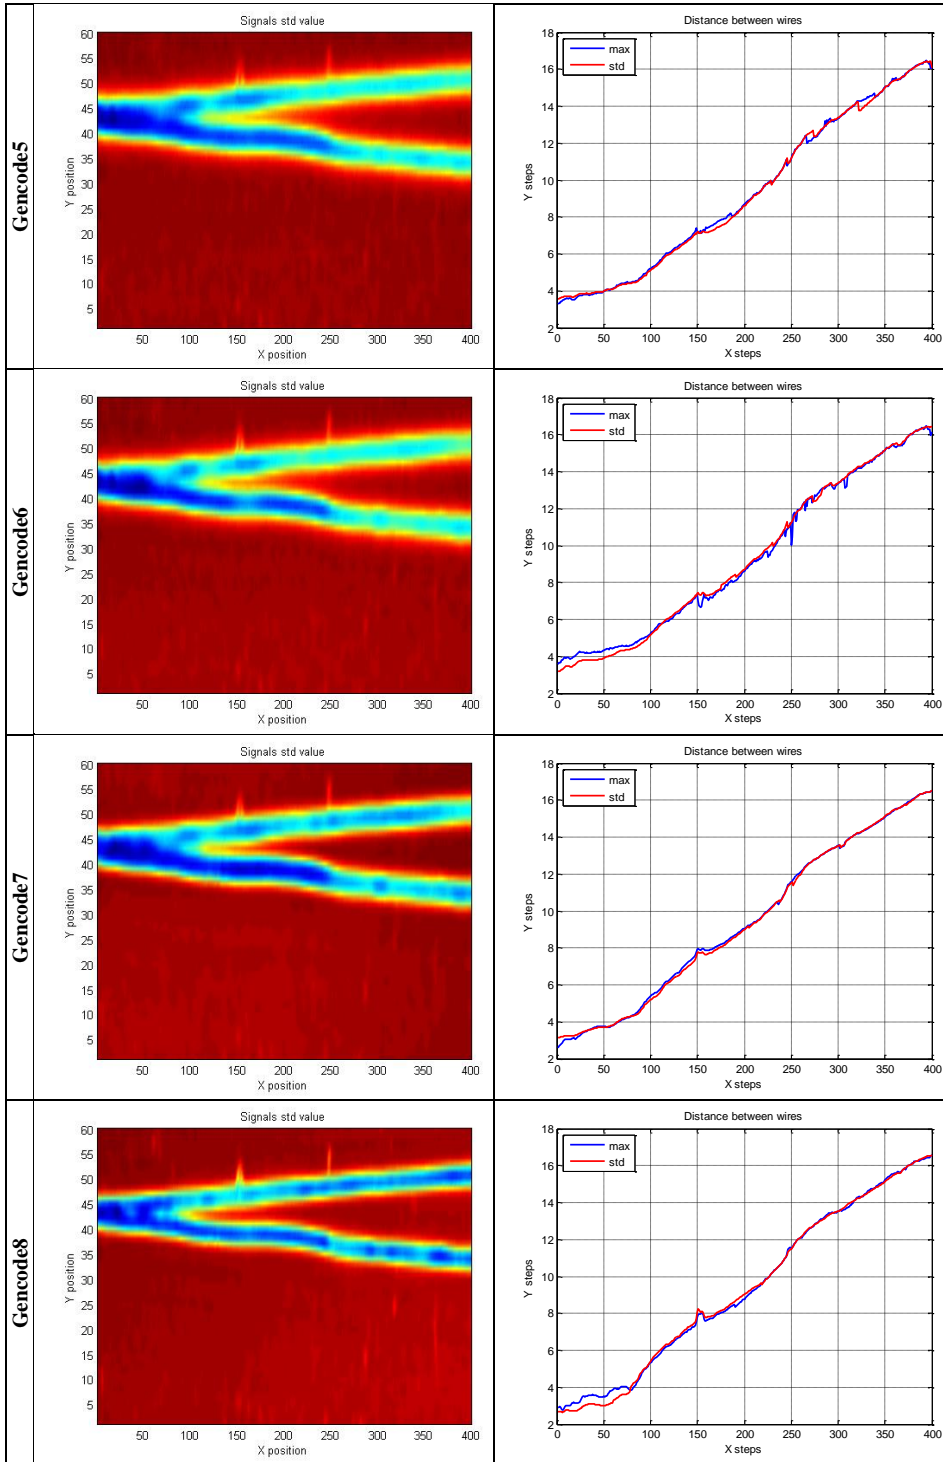 Gencode5
Signals std value
60
55
50
45
40
35
30
25
20
15
10
5
Y position
50 100 150 200 250 300 350 400
X position
Distance between wires
max
std
18
16
14
12
10
8
6
4
2
Y steps
0 50 100 150 200 250 300 350 400
X steps
Gencode6
Signals std value
60
55
50
45
40
35
30
25
20
15
10
5
Y position
50 100 150 200 250 300 350 400
X position
Distance between wires
max
std
18
16
14
12
10
8
6
4
2
Y steps
0 50 100 150 200 250 300 350 400
X steps
Gencode7
Signals std value
60
55
50
45
40
35
30
25
20
15
10
5
Y position
50 100 150 200 250 300 350 400
X position
Distance between wires
max
std
18
16
14
12
10
8
6
4
2
Y steps
0 50 100 150 200 250 300 350 400
X steps
Gencode8
Signals std value
60
55
50
45
40
35
30
25
20
15
10
5
Y position
50 100 150 200 250 300 350 400
X position
Distance between wires
max
std
18
16
14
12
10
8
6
4
2
Y steps
0 50 100 150 200 250 300 350 400
X steps